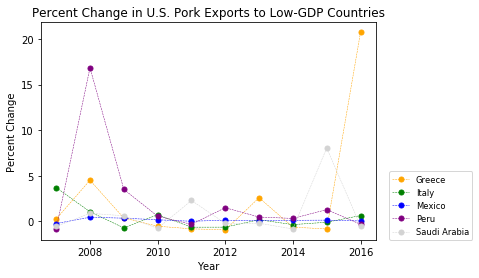 Percent Change in U.S. Pork Exports to Low-GDP Countries
20
15
10
5
0
Percent Change
2008
2010
2012
2014
2016
Year
Greece
Italy
Mexico
Peru
Saudi Arabia